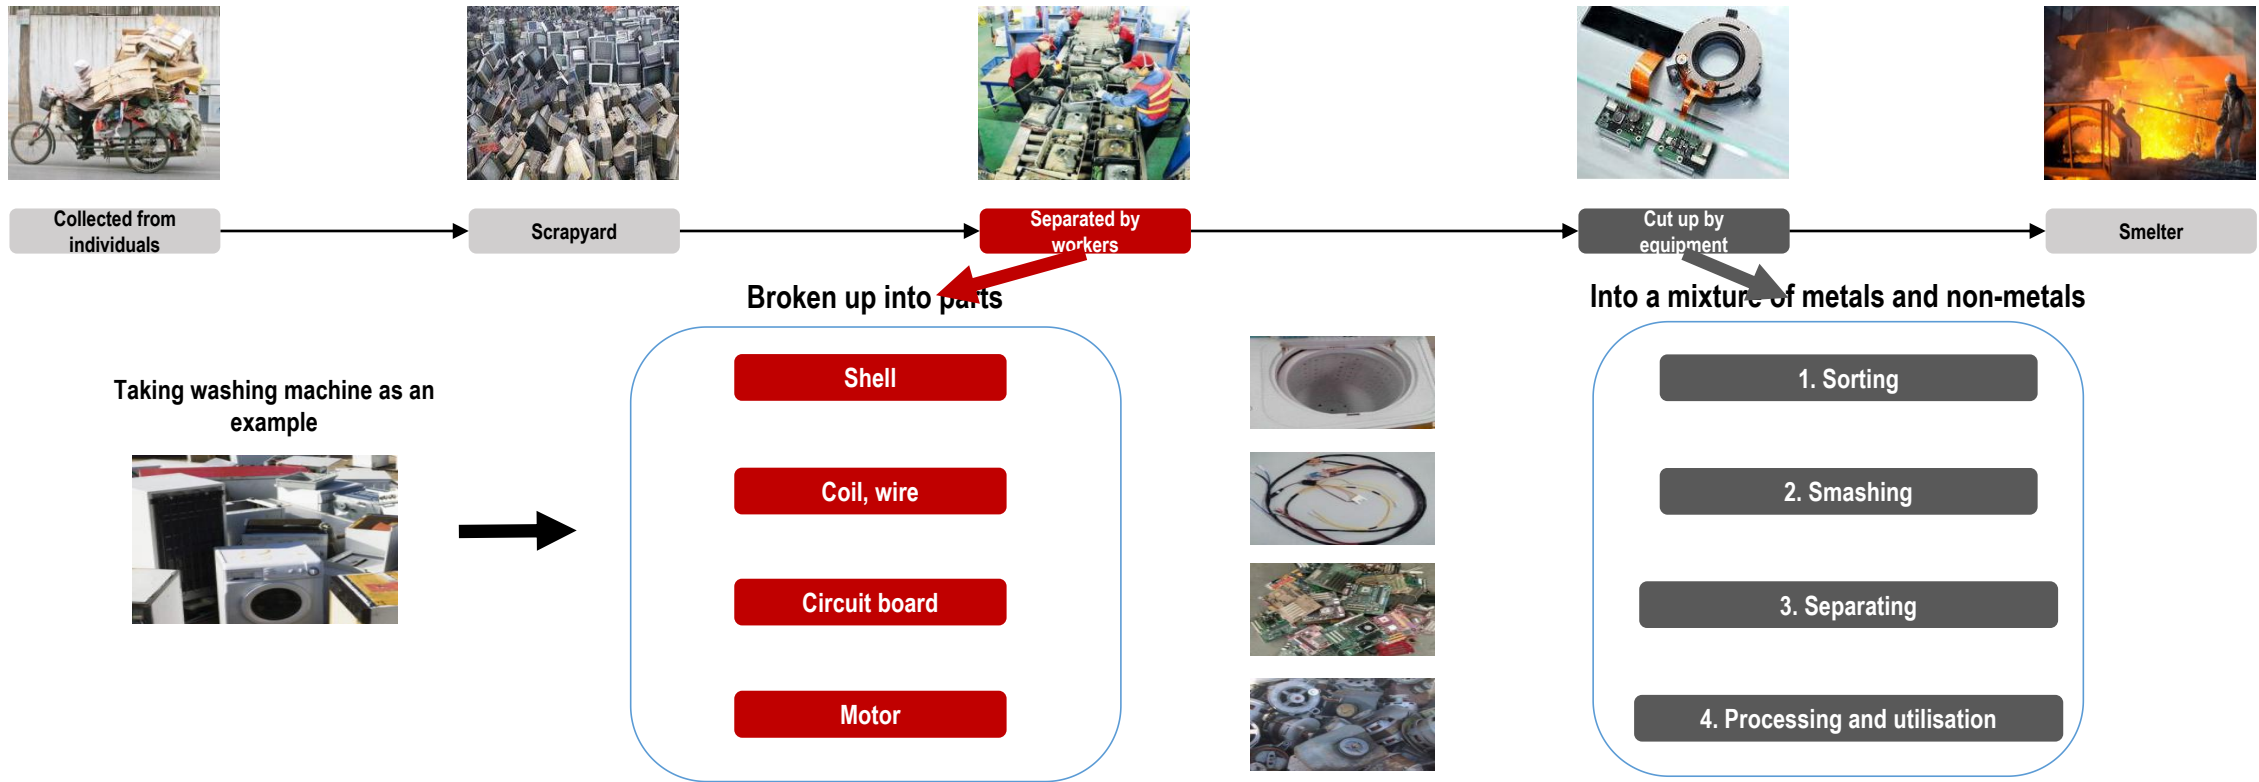 Collected from
individuals
Scrapyard
Separated by
workers
Cut up by
equipment
Smelter
Broken up into parts
Into a mixture of metals and non-metals
Taking washing machine as an
example
Shell
Coil, wire
Circuit board
Motor
1. Sorting
2. Smashing
3. Separating
4. Processing and utilisation